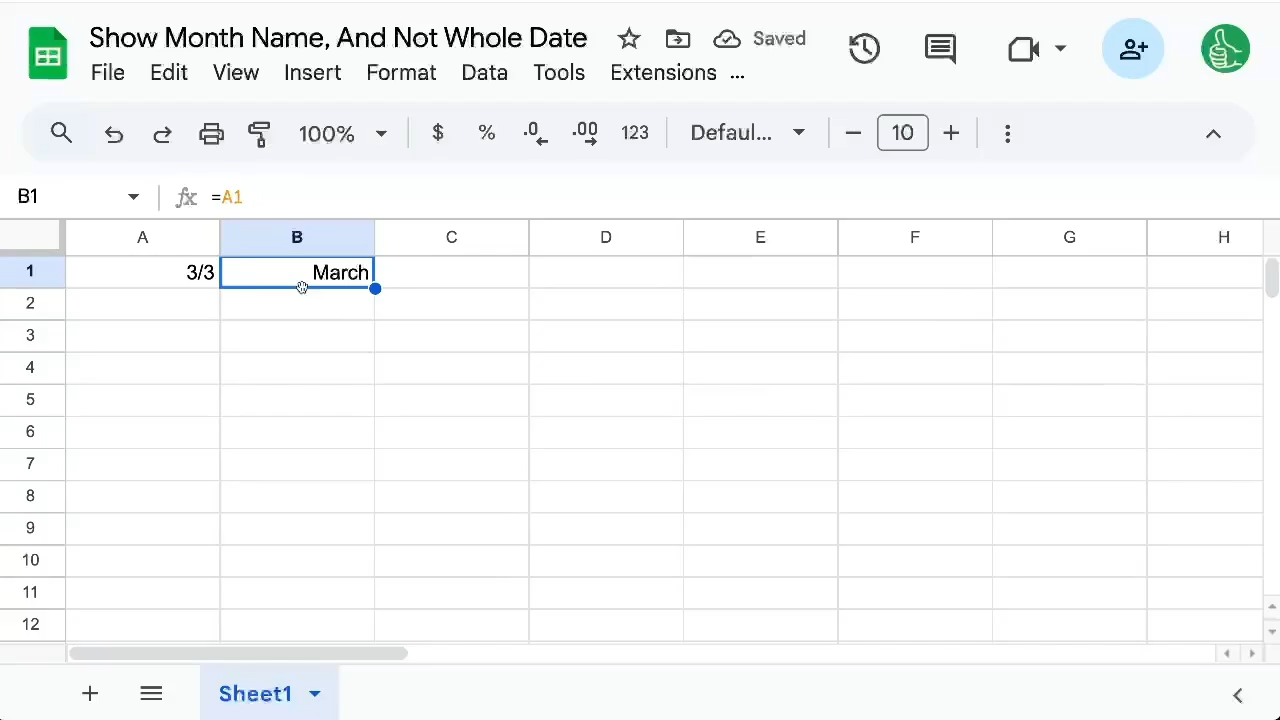 Show Month Name, And Not Whole Date Saved
File Edit View Insert Format Data Tools Extensions ...
100% $ % .0 .00 123 Defaul... 10
B1 fx =A1
A B C D E F G H
1 3/3 March
2
3
4
5
6
7
8
9
10
11
12
Sheet1